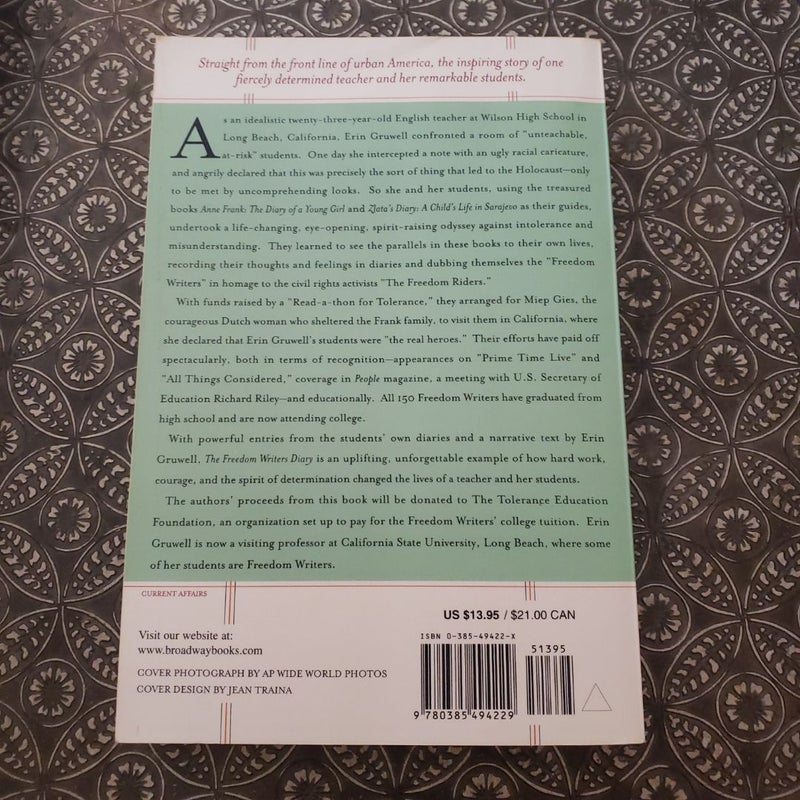 Straight from the front line of urban America, the inspiring story of one
fiercely determined teacher and her remarkable students.
As an idealistic twenty-three-year-old English teacher at Wilson High School in
Long Beach, California, Erin Gruwell confronted a room of "unteachable,
at-risk" students. One day she intercepted a note with an ugly racial caricature,
and angrily declared that this was precisely the sort of thing that led to the Holocaust—only
to be met by uncomprehending looks. So she and her students, using the treasured
books Anne Frank: The Diary of a Young Girl and Zlata's Diary: A Child's Life in Sarajevo as their guides,
undertook a life-changing, eye-opening, spirit-raising odyssey against intolerance and
misunderstanding. They learned to see the parallels in these books to their own lives,
recording their thoughts and feelings in diaries and dubbing themselves the "Freedom
Writers" in homage to the civil rights activists "The Freedom Riders."
With funds raised by a "Read-a-thon for Tolerance," they arranged for Miep Gies, the
courageous Dutch woman who sheltered the Frank family, to visit them in California, where
she declared that Erin Gruwell's students were "the real heroes." Their efforts have paid off
spectacularly, both in terms of recognition—appearances on "Prime Time Live" and
"All Things Considered," coverage in People magazine, a meeting with U.S. Secretary of
Education Richard Riley—and educationally. All 150 Freedom Writers have graduated from
high school and are now attending college.
With powerful entries from the students' own diaries and a narrative text by Erin
Gruwell, The Freedom Writers Diary is an uplifting, unforgettable example of how hard work,
courage, and the spirit of determination changed the lives of a teacher and her students.
The authors' proceeds from this book will be donated to The Tolerance Education
Foundation, an organization set up to pay for the Freedom Writers' college tuition. Erin
Gruwell is now a visiting professor at California State University, Long Beach, where some
of her students are Freedom Writers.
CURRENT AFFAIRS
US $13.95 / $21.00 CAN
Visit our website at:
www.broadwaybooks.com
COVER PHOTOGRAPH BY AP WIDE WORLD PHOTOS
COVER DESIGN BY JEAN TRAINA
ISBN 0-385-49422-X
51395
9 780385 494229